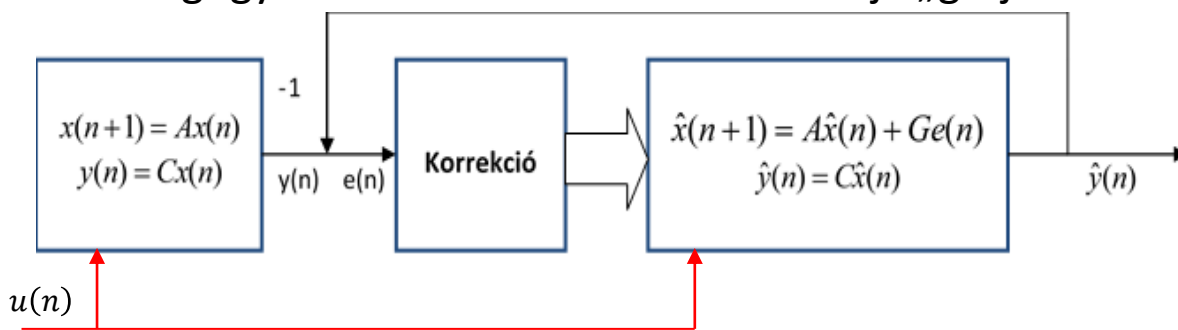 -1
x(n+1) = Ax(n)
y(n) = Cx(n)
y(n) e(n)
Korrekció
x̂(n+1) = Ax̂(n) + Ge(n)
ŷ(n) = Cx̂(n)
ŷ(n)
u(n)